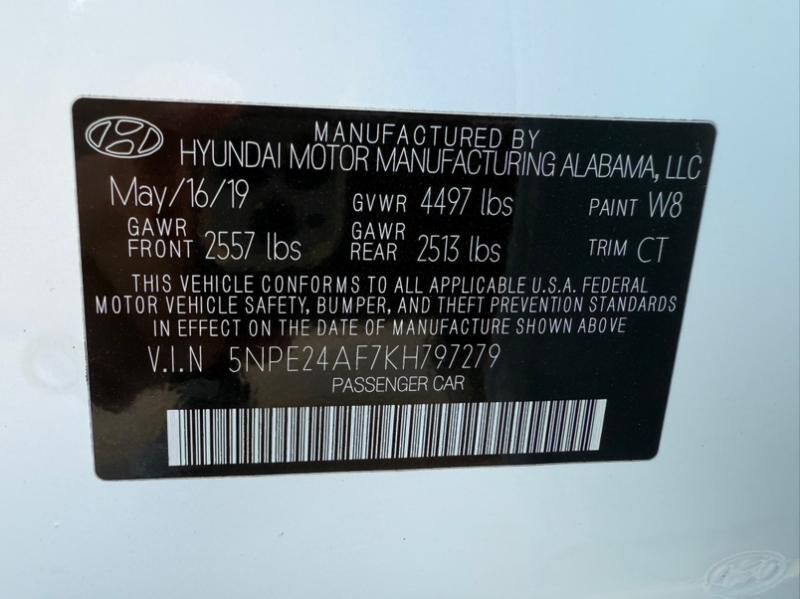 MANUFACTURED BY
HYUNDAI MOTOR MANUFACTURING ALABAMA, LLC
May/16/19 GVWR 4497 lbs PAINT W8
GAWR FRONT 2557 lbs GAWR REAR 2513 lbs TRIM CT
THIS VEHICLE CONFORMS TO ALL APPLICABLE U.S.A. FEDERAL
MOTOR VEHICLE SAFETY, BUMPER, AND THEFT PREVENTION STANDARDS
IN EFFECT ON THE DATE OF MANUFACTURE SHOWN ABOVE
V.I.N 5NPE24AF7KH797279
PASSENGER CAR